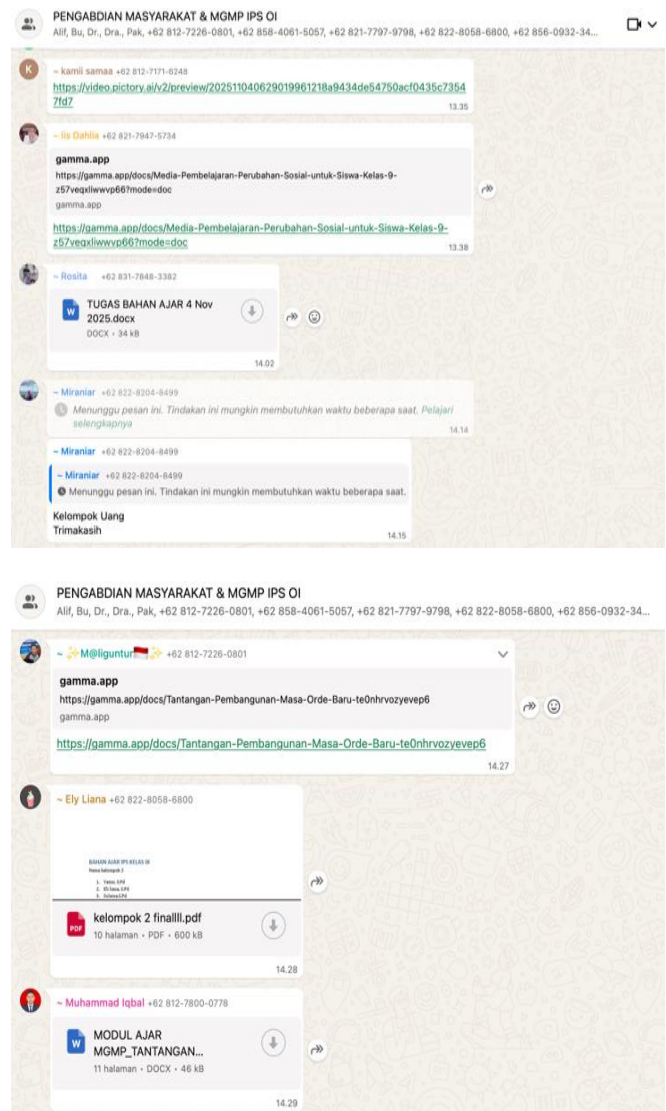 PENGABDIAN MASYARAKAT & MGMP IPS OI
Alif, Bu, Dr., Dra., Pak, +62 812-7226-0801, +62 858-4061-5057, +62 821-7797-9798, +62 822-8058-6800, +62 856-0932-34...
K
~ kamii samaa +62 812-7171-6248
https://video.pictory.ai/v2/preview/20251104062901996121 8a9434de54750acf0435c7354
7fd7
13.35
~ Iis Dahlia +62 821-7947-5734
gamma.app
https://gamma.app/docs/Media-Pembelajaran-Perubahan-Sosial-untuk-Siswa-Kelas-9-
z57veqxliwwvp66?mode=doc
gamma.app
https://gamma.app/docs/Media-Pembelajaran-Perubahan-Sosial-untuk-Siswa-Kelas-9-
z57veqxliwwvp66?mode=doc
13.38
~ Rosita +62 831-7848-3382
W
TUGAS BAHAN AJAR 4 Nov
2025.docx
DOCX • 34 kB
14.02
~ Miraniar +62 822-8204-8499
Menunggu pesan ini. Tindakan ini mungkin membutuhkan waktu beberapa saat. Pelajari
selengkapnya
14.14
~ Miraniar +62 822-8204-8499
~ Miraniar +62 822-8204-8499
Menunggu pesan ini. Tindakan ini mungkin membutuhkan waktu beberapa saat.
Kelompok Uang
Trimakasih
14.15
PENGABDIAN MASYARAKAT & MGMP IPS OI
Alif, Bu, Dr., Dra., Pak, +62 812-7226-0801, +62 858-4061-5057, +62 821-7797-9798, +62 822-8058-6800, +62 856-0932-34...
~ ✨M@liguntur🇮🇩✨ +62 812-7226-0801
gamma.app
https://gamma.app/docs/Tantangan-Pembangunan-Masa-Orde-Baru-te0nhrvozyevep6
gamma.app
https://gamma.app/docs/Tantangan-Pembangunan-Masa-Orde-Baru-te0nhrvozyevep6
14.27
~ Ely Liana +62 822-8058-6800
BAHAN AJAR IPS KELAS IX
Nama kelompok 2
1.
2.
3.
PDF
kelompok 2 finallll.pdf
10 halaman • PDF • 600 kB
14.28
~ Muhammad Iqbal +62 812-7800-0778
W
MODUL AJAR
MGMP_TANTANGAN...
11 halaman • DOCX • 46 kB
14.29